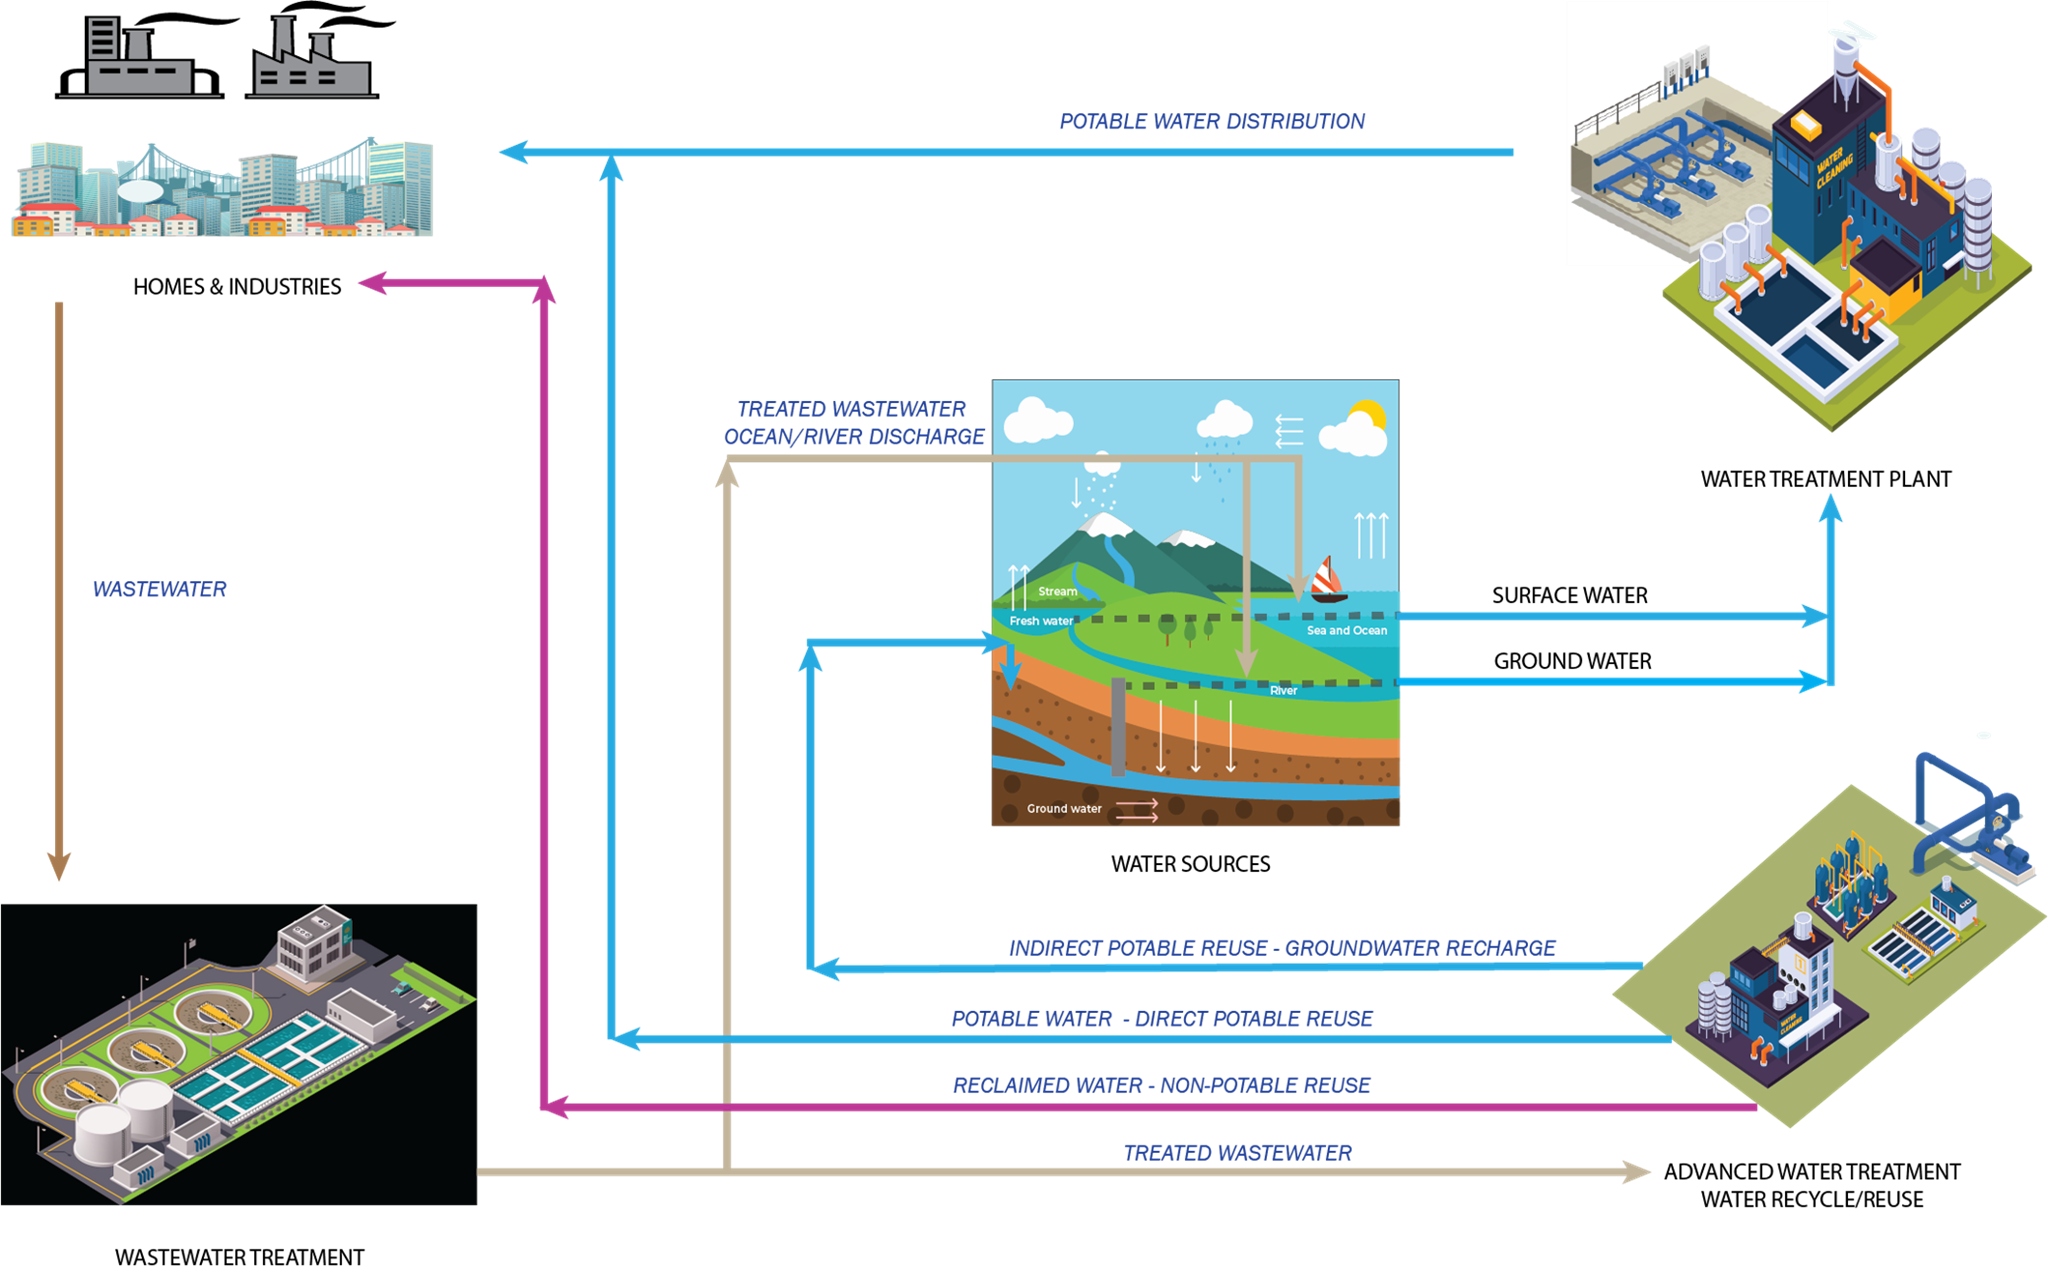 POTABLE WATER DISTRIBUTION
WATER
CLEANING
HOMES & INDUSTRIES
TREATED WASTEWATER
OCEAN/RIVER DISCHARGE
WATER TREATMENT PLANT
WASTEWATER
Stream
Fresh water
Sea and Ocean
SURFACE WATER
GROUND WATER
River
Ground water
WATER SOURCES
INDIRECT POTABLE REUSE - GROUNDWATER RECHARGE
POTABLE WATER - DIRECT POTABLE REUSE
WATER
CLEANING
RECLAIMED WATER - NON-POTABLE REUSE
TREATED WASTEWATER
ADVANCED WATER TREATMENT
WATER RECYCLE/REUSE
WASTEWATER TREATMENT